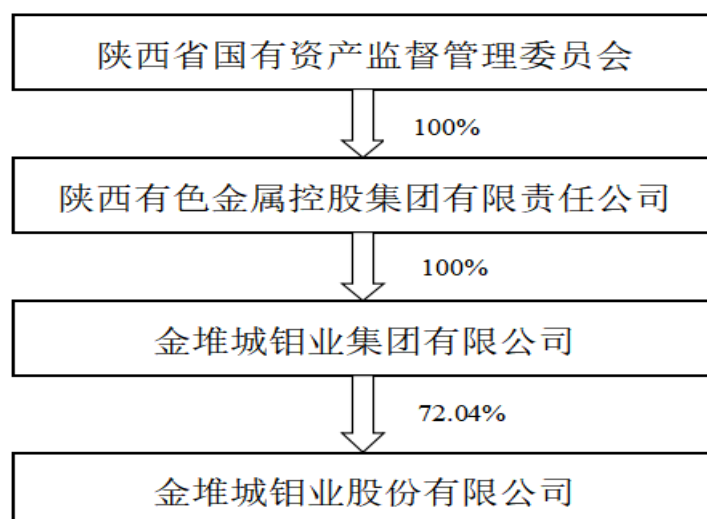 陕西省国有资产监督管理委员会
100%
陕西有色金属控股集团有限责任公司
100%
金堆城钼业集团有限公司
72.04%
金堆城钼业股份有限公司